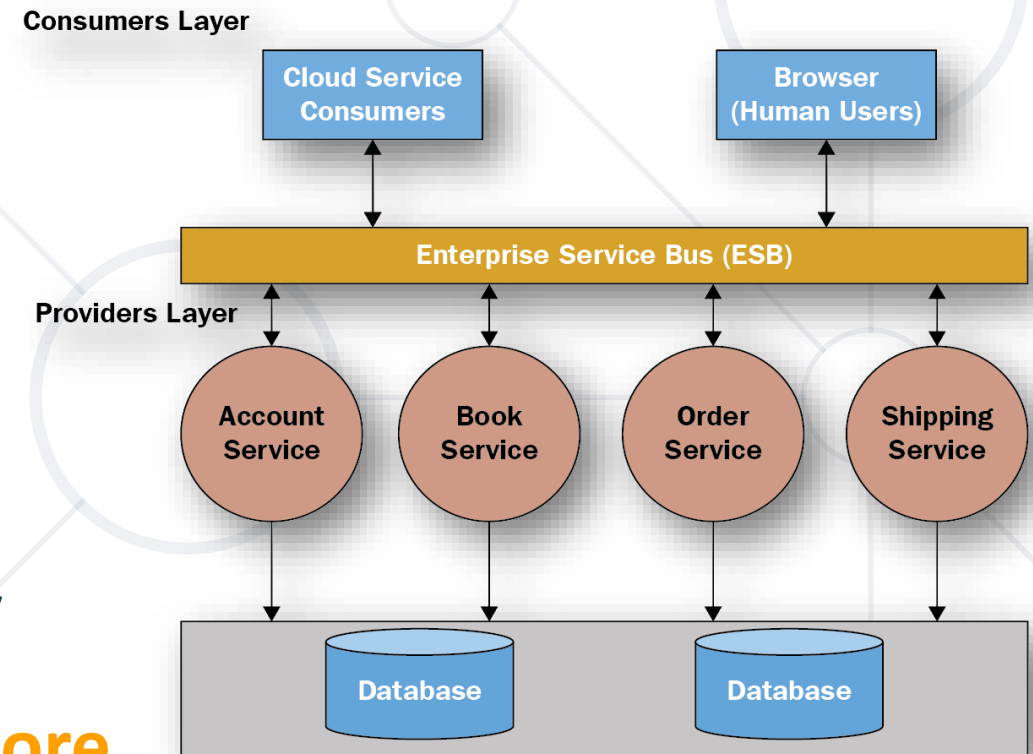 Consumers Layer
Cloud Service
Consumers
Browser
(Human Users)
Enterprise Service Bus (ESB)
Providers Layer
Account
Service
Book
Service
Order
Service
Shipping
Service
Database
Database